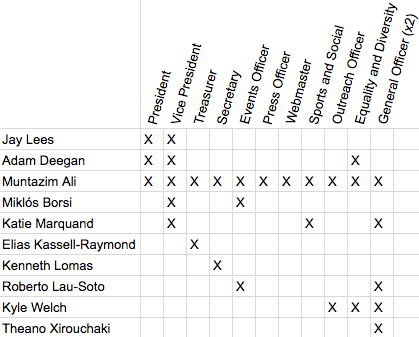 President
Vice President
Treasurer
Secretary
Events Officer
Press Officer
Webmaster
Sports and Social
Outreach Officer
Equality and Diversity
General Officer (x2)
Jay Lees X X
Adam Deegan X X X
Muntazim Ali X X X X X X X X X X X
Miklós Borsi X X
Katie Marquand X X X
Elias Kassell-Raymond X
Kenneth Lomas X
Roberto Lau-Soto X X
Kyle Welch X X X
Theano Xirouchaki X